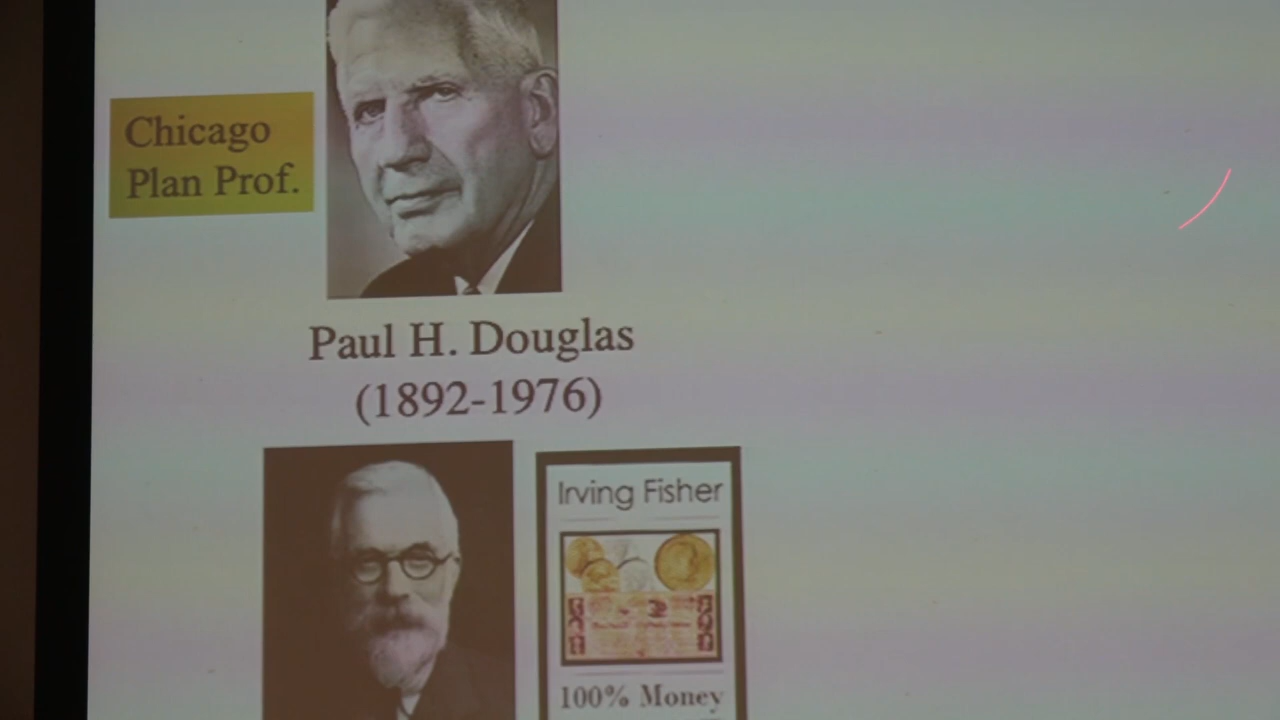 Chicago
Plan Prof.
Paul H. Douglas
(1892-1976)
Irving Fisher
100% Money